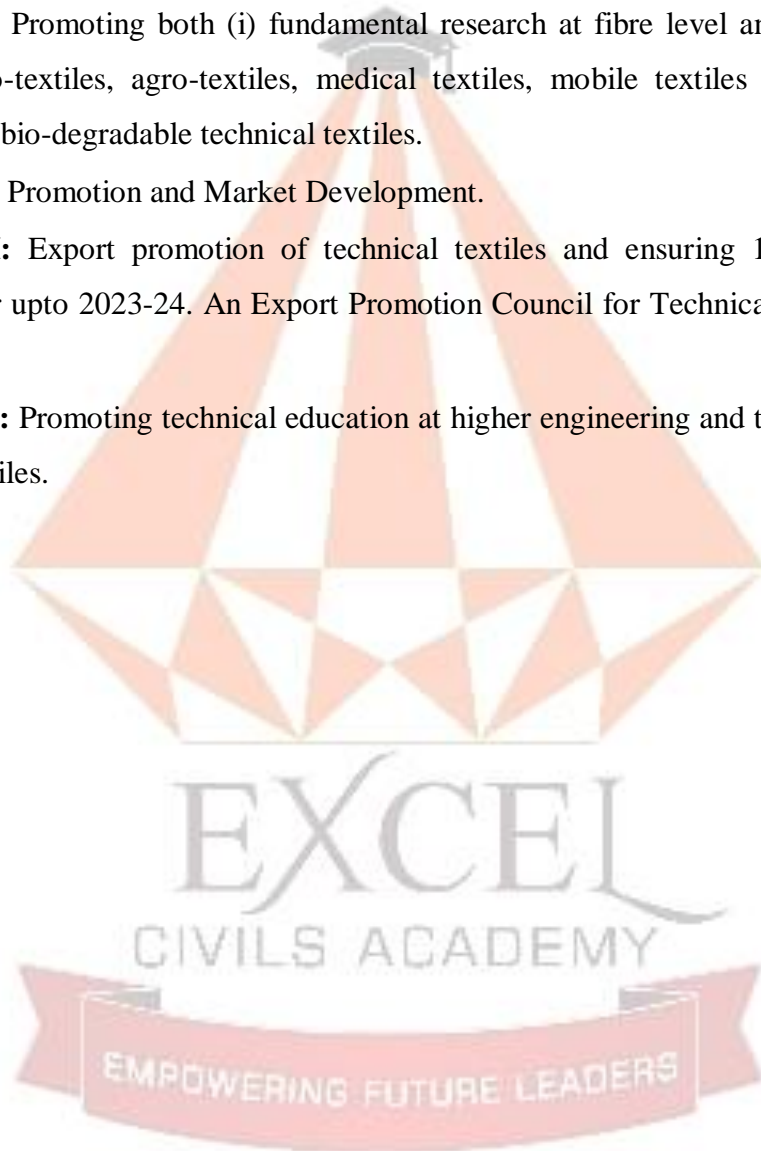 Promoting both (i) fundamental research at fibre level an
-textiles, agro-textiles, medical textiles, mobile textiles
bio-degradable technical textiles.
Promotion and Market Development.
: Export promotion of technical textiles and ensuring 1
upto 2023-24. An Export Promotion Council for Technica
: Promoting technical education at higher engineering and t
iles.
EXCEL
CIVILS ACADEMY
EMPOWERING FUTURE LEADERS